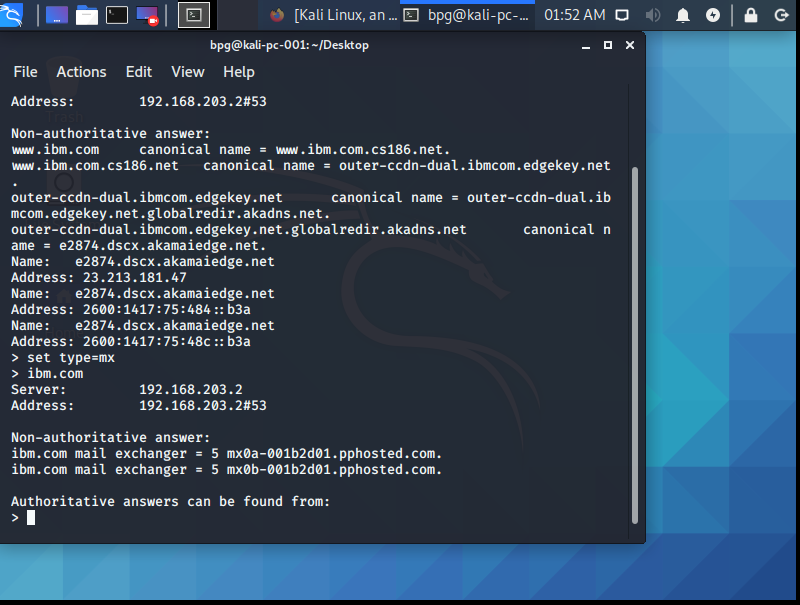 [Kali Linux, an ... bpg@kali-pc-... 01:52 AM
bpg@kali-pc-001: ~/Desktop
File Actions Edit View Help
Address: 192.168.203.2#53
Non-authoritative answer:
www.ibm.com canonical name = www.ibm.com.cs186.net.
www.ibm.com.cs186.net canonical name = outer-ccdn-dual.ibmcom.edgekey.net
.
outer-ccdn-dual.ibmcom.edgekey.net canonical name = outer-ccdn-dual.ib
mcom.edgekey.net.globalredir.akadns.net.
outer-ccdn-dual.ibmcom.edgekey.net.globalredir.akadns.net canonical n
ame = e2874.dscx.akamaiedge.net.
Name: e2874.dscx.akamaiedge.net
Address: 23.213.181.47
Name: e2874.dscx.akamaiedge.net
Address: 2600:1417:75:484::b3a
Name: e2874.dscx.akamaiedge.net
Address: 2600:1417:75:48c::b3a
> set type=mx
> ibm.com
Server: 192.168.203.2
Address: 192.168.203.2#53
Non-authoritative answer:
ibm.com mail exchanger = 5 mx0a-001b2d01.pphosted.com.
ibm.com mail exchanger = 5 mx0b-001b2d01.pphosted.com.
Authoritative answers can be found from:
>